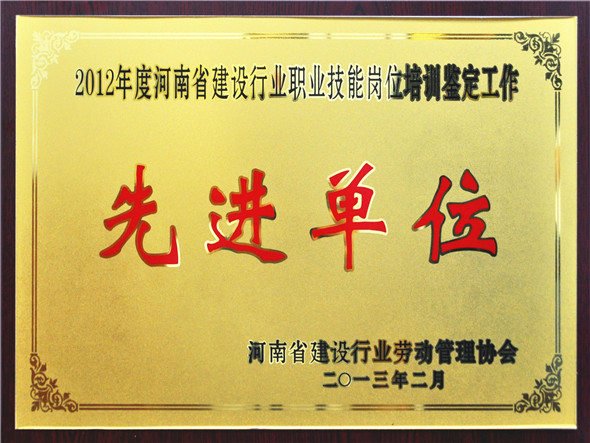 2012年度河南省建设行业职业技能岗位培训鉴定工作
先进单位
河南省建设行业劳动管理协会
二〇一三年二月